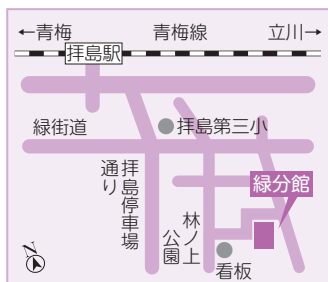 ←青梅 青梅線 立川→
拝島駅
緑街道
拝島第三小
拝島停車場
通り
林ノ上
公園
緑分館
看板
N